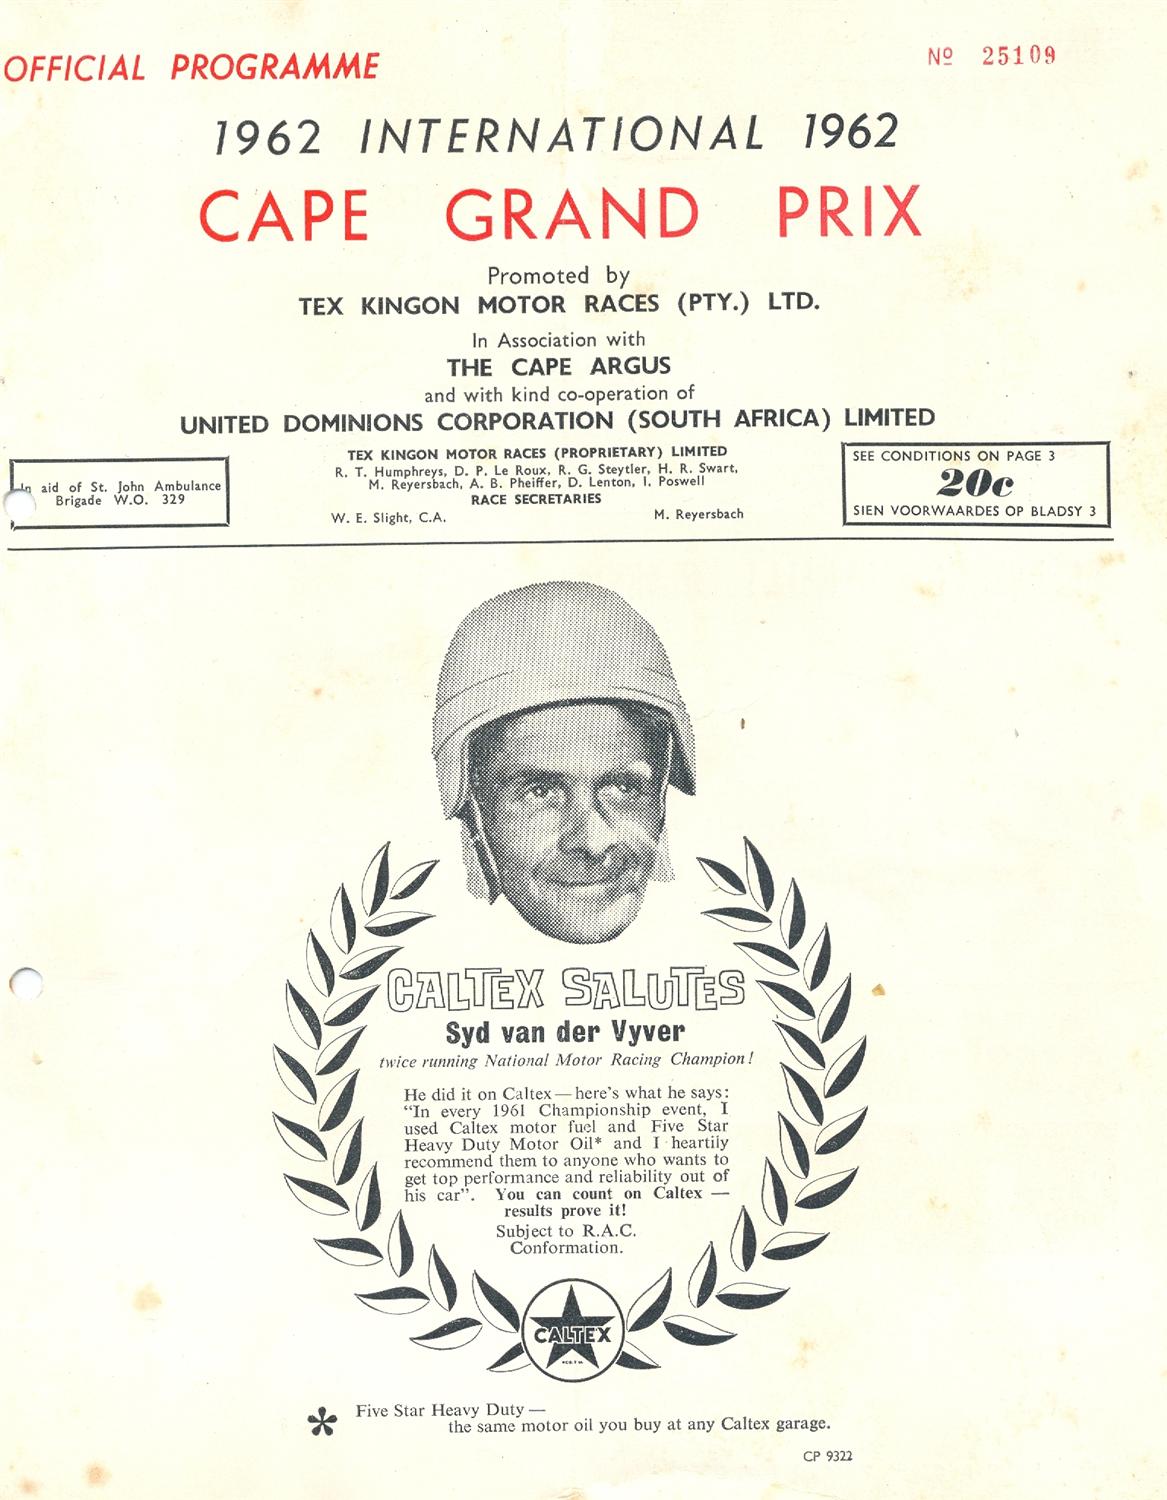 OFFICIAL PROGRAMME
Nº 25109
1962 INTERNATIONAL 1962
CAPE GRAND PRIX
Promoted by
TEX KINGON MOTOR RACES (PTY.) LTD.
In Association with
THE CAPE ARGUS
and with kind co-operation of
UNITED DOMINIONS CORPORATION (SOUTH AFRICA) LIMITED
In aid of St. John Ambulance
Brigade W.O. 329
TEX KINGON MOTOR RACES (PROPRIETARY) LIMITED
R. T. Humphreys, D. P. Le Roux, R. G. Steytler, H. R. Swart,
M. Reyersbach, A. B. Pheiffer, D. Lenton, I. Poswell
RACE SECRETARIES
W. E. Slight, C.A. M. Reyersbach
SEE CONDITIONS ON PAGE 3
20c
SIEN VOORWAARDES OP BLADSY 3
CALTEX SALUTES
Syd van der Vyver
twice running National Motor Racing Champion!
He did it on Caltex — here's what he says:
"In every 1961 Championship event, I
used Caltex motor fuel and Five Star
Heavy Duty Motor Oil* and I heartily
recommend them to anyone who wants to
get top performance and reliability out of
his car". You can count on Caltex —
results prove it!
Subject to R.A.C.
Conformation.
CALTEX
* Five Star Heavy Duty —
the same motor oil you buy at any Caltex garage.
CP 9322